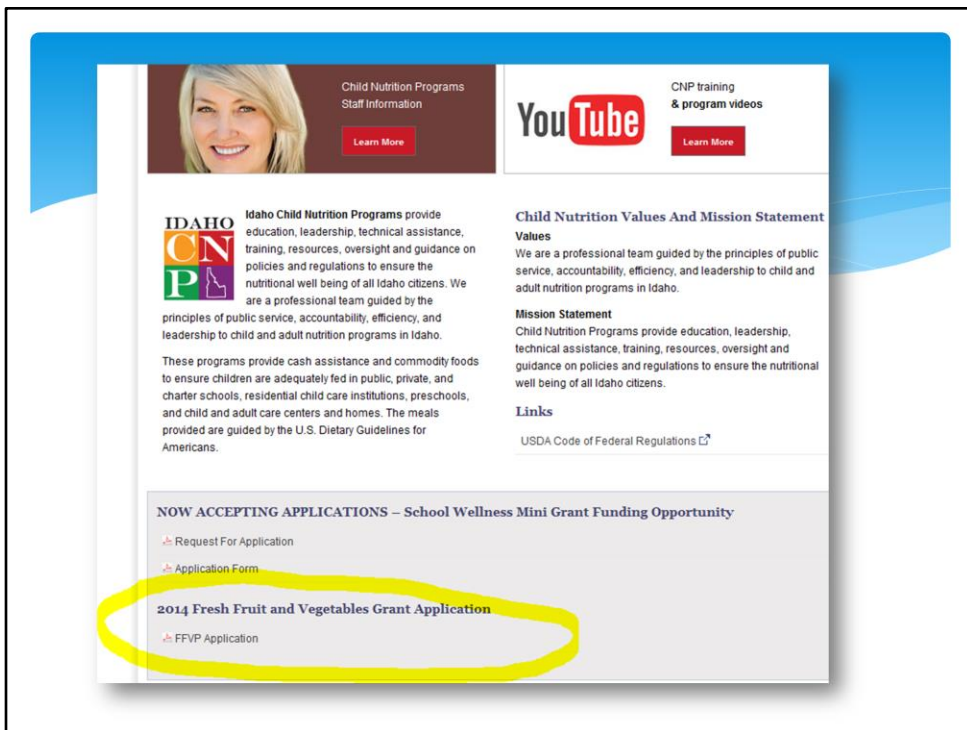 Child Nutrition Programs
Staff Information
Learn More
YouTube
CNP training
& program videos
Learn More
IDAHO
CN
P
Idaho Child Nutrition Programs provide
education, leadership, technical assistance,
training, resources, oversight and guidance on
policies and regulations to ensure the
nutritional well being of all Idaho citizens. We
are a professional team guided by the
principles of public service, accountability, efficiency, and
leadership to child and adult nutrition programs in Idaho.
These programs provide cash assistance and commodity foods
to ensure children are adequately fed in public, private, and
charter schools, residential child care institutions, preschools,
and child and adult care centers and homes. The meals
provided are guided by the U.S. Dietary Guidelines for
Americans.
Child Nutrition Values And Mission Statement
Values
We are a professional team guided by the principles of public
service, accountability, efficiency, and leadership to child and
adult nutrition programs in Idaho.
Mission Statement
Child Nutrition Programs provide education, leadership,
technical assistance, training, resources, oversight and
guidance on policies and regulations to ensure the nutritional
well being of all Idaho citizens.
Links
USDA Code of Federal Regulations
NOW ACCEPTING APPLICATIONS – School Wellness Mini Grant Funding Opportunity
Request For Application
Application Form
2014 Fresh Fruit and Vegetables Grant Application
FFVP Application